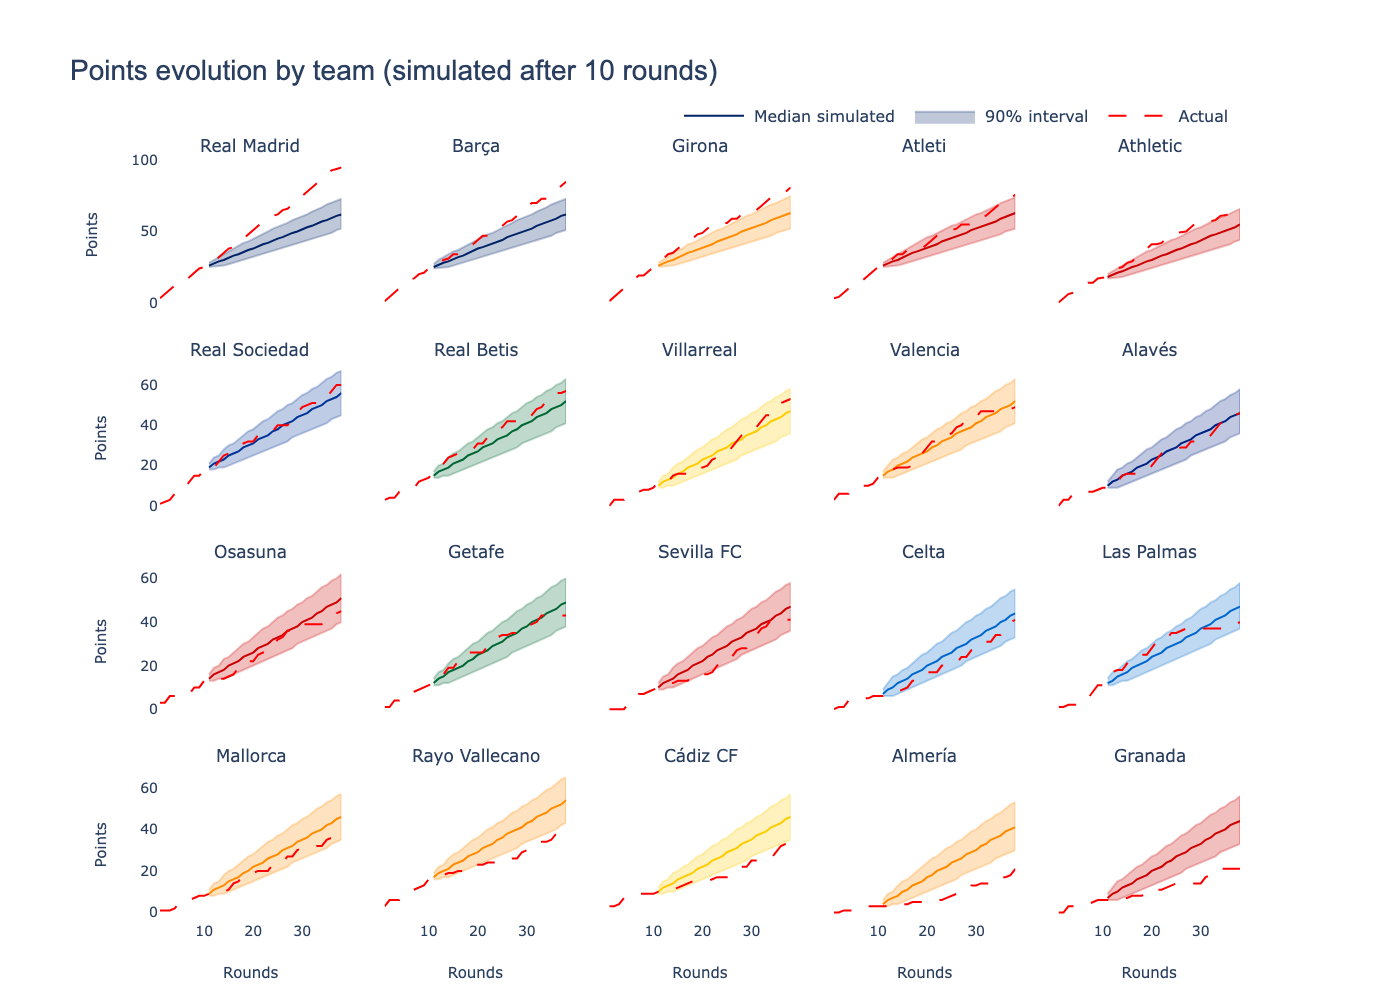 Points evolution by team (simulated after 10 rounds)
Median simulated 90% interval Actual
Real Madrid Barça Girona Atleti Athletic
100
50
0
Points
Real Sociedad Real Betis Villarreal Valencia Alavés
60
40
20
0
Points
Osasuna Getafe Sevilla FC Celta Las Palmas
60
40
20
0
Points
Mallorca Rayo Vallecano Cádiz CF Almería Granada
60
40
20
0
Points
10 20 30 10 20 30 10 20 30 10 20 30 10 20 30
Rounds Rounds Rounds Rounds Rounds